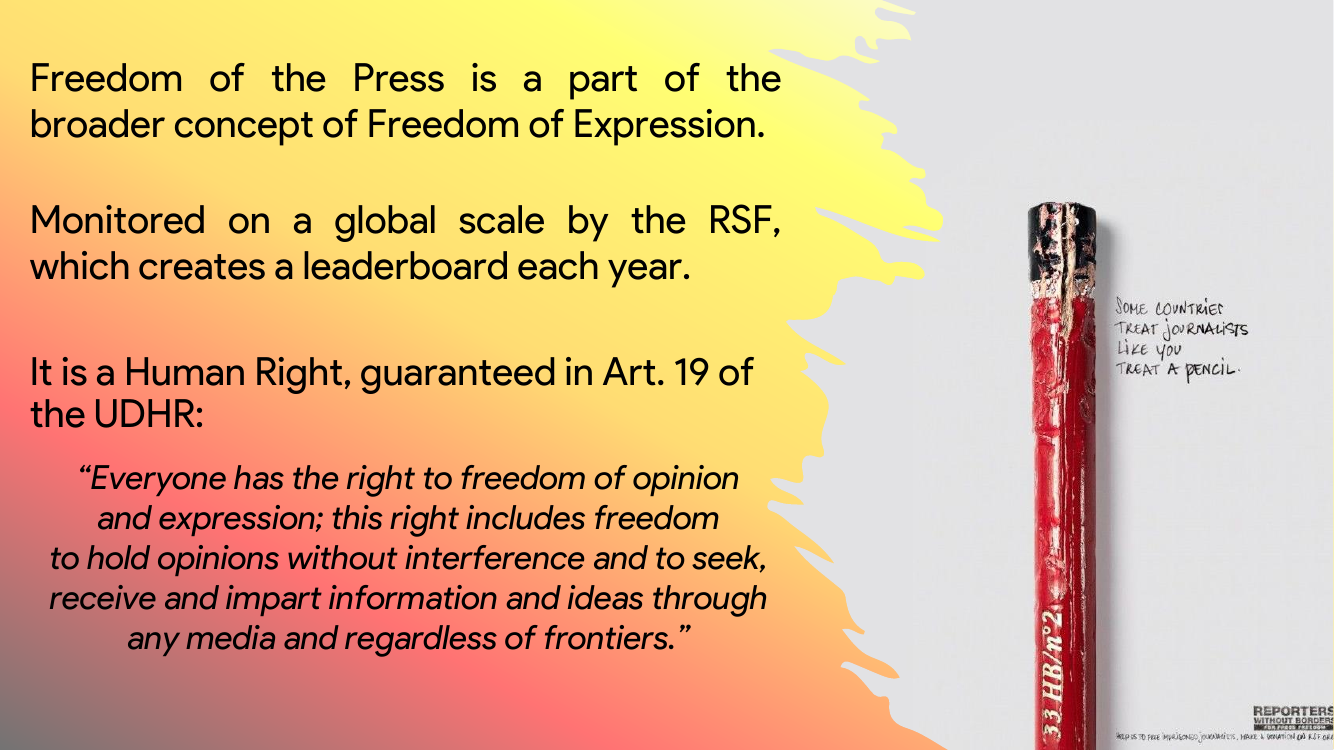 Freedom of the Press is a part of the
broader concept of Freedom of Expression.
Monitored on a global scale by the RSF,
which creates a leaderboard each year.
It is a Human Right, guaranteed in Art. 19 of
the UDHR:
“Everyone has the right to freedom of opinion
and expression; this right includes freedom
to hold opinions without interference and to seek,
receive and impart information and ideas through
any media and regardless of frontiers.”
SOME COUNTRIES
TREAT JOURNALISTS
LIKE YOU
TREAT A PENCIL.
33 HB/n°2
REPORTERS
WITHOUT BORDERS
FOR PRESS FREEDOM
HELP US TO FREE IMPRISONED JOURNALISTS. MAKE A DONATION ON RSF.ORG